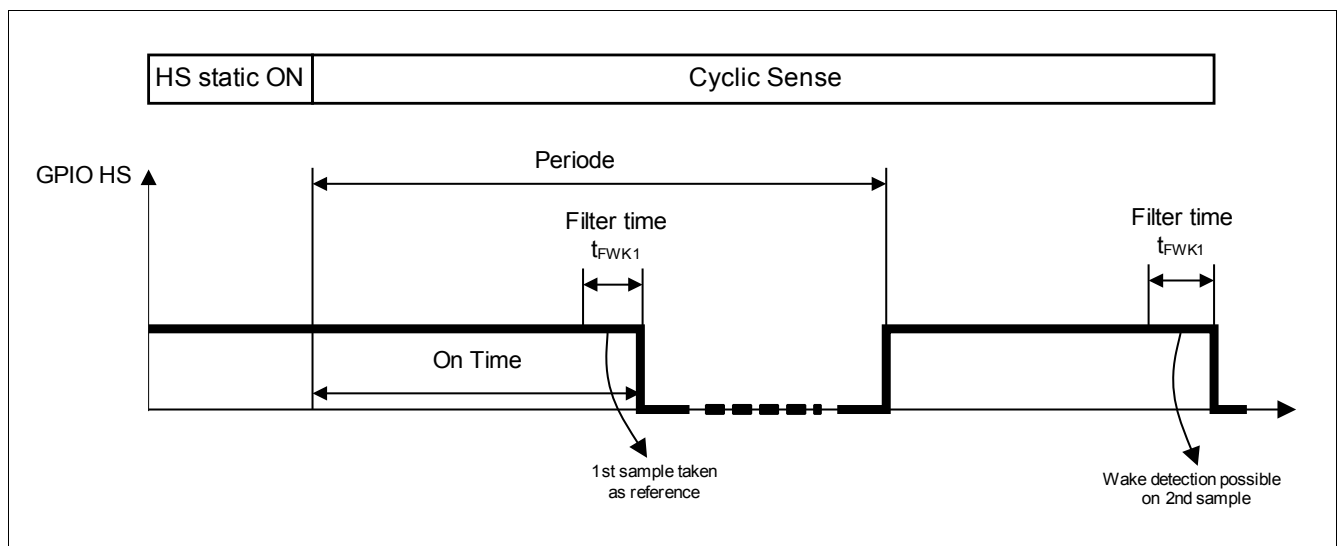 HS static ON
Cyclic Sense
GPIO HS
Periode
Filter time
tFWK1
Filter time
tFWK1
On Time
1st sample taken
as reference
Wake detection possible
on 2nd sample